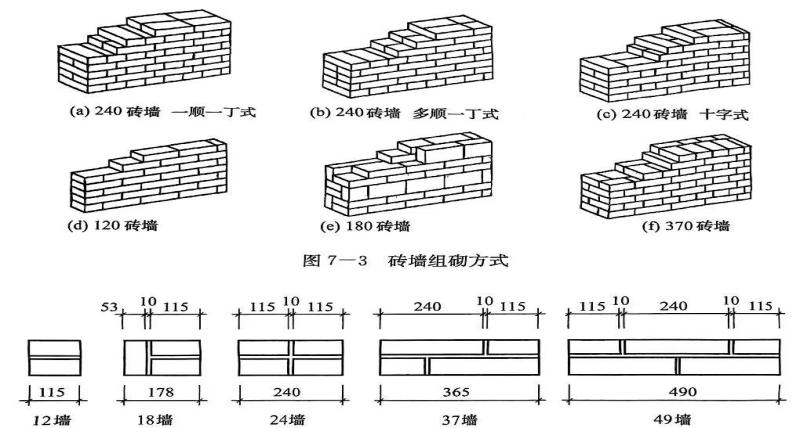 (a) 240 砖墙 一顺一丁式
(b) 240 砖墙 多顺一丁式
(c) 240 砖墙 十字式
(d) 120 砖墙
(e) 180 砖墙
(f) 370 砖墙
图 7—3 砖墙组砌方式
53 10 115
115 10 115
240 10 115
115 10 240 10 115
115
178
240
365
490
12墙
18墙
24墙
37墙
49墙